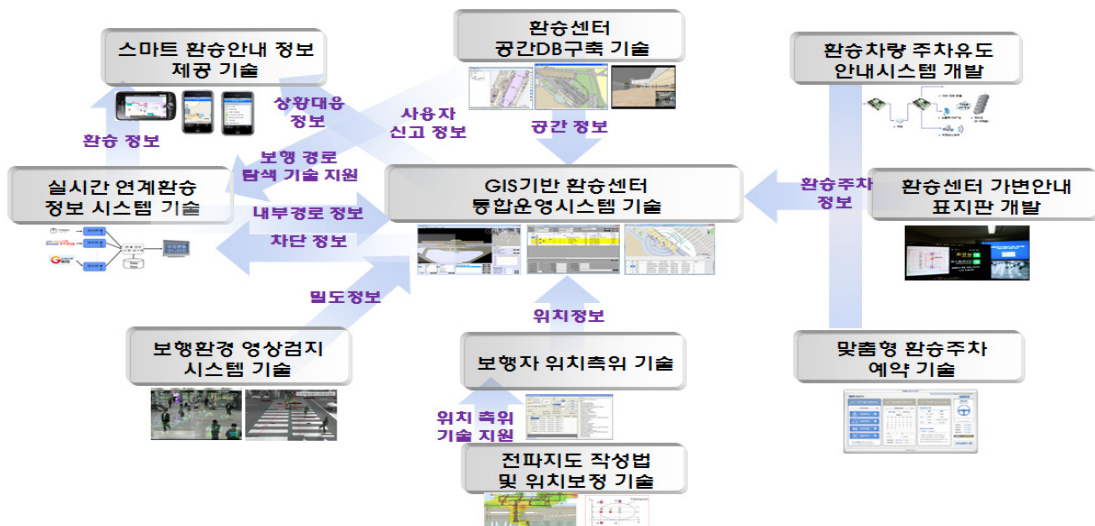 스마트 환승안내 정보
제공 기술
환승센터
공간DB구축 기술
환승차량 주차유도
안내시스템 개발
상황대응
정보
사용자
신고 정보
공간 정보
환승 정보
보행 경로
탐색 기술 지원
실시간 연계환승
정보 시스템 기술
내부경로 정보
차단 정보
GIS기반 환승센터
통합운영시스템 기술
환승주차
정보
환승센터 가변안내
표지판 개발
밀도정보
위치정보
보행환경 영상검지
시스템 기술
보행자 위치측위 기술
맞춤형 환승주차
예약 기술
위치 측위
기술 지원
전파지도 작성법
및 위치보정 기술